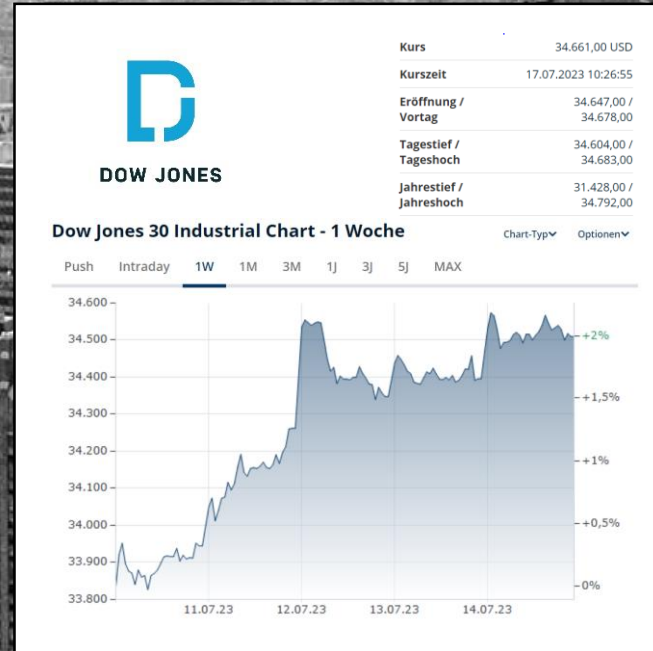 DOW JONES
Kurs 34.661,00 USD
Kurszeit 17.07.2023 10:26:55
Eröffnung / 34.647,00 /
Vortag 34.678,00
Tagestief / 34.604,00 /
Tageshoch 34.683,00
Jahrestief / 31.428,00 /
Jahreshoch 34.792,00
Dow Jones 30 Industrial Chart - 1 Woche
Chart-Typ Optionen
Push Intraday 1W 1M 3M 1J 3J 5J MAX
34.600
34.500
34.400
34.300
34.200
34.100
34.000
33.900
33.800
+2%
+1,5%
+1%
+0,5%
0%
11.07.23 12.07.23 13.07.23 14.07.23